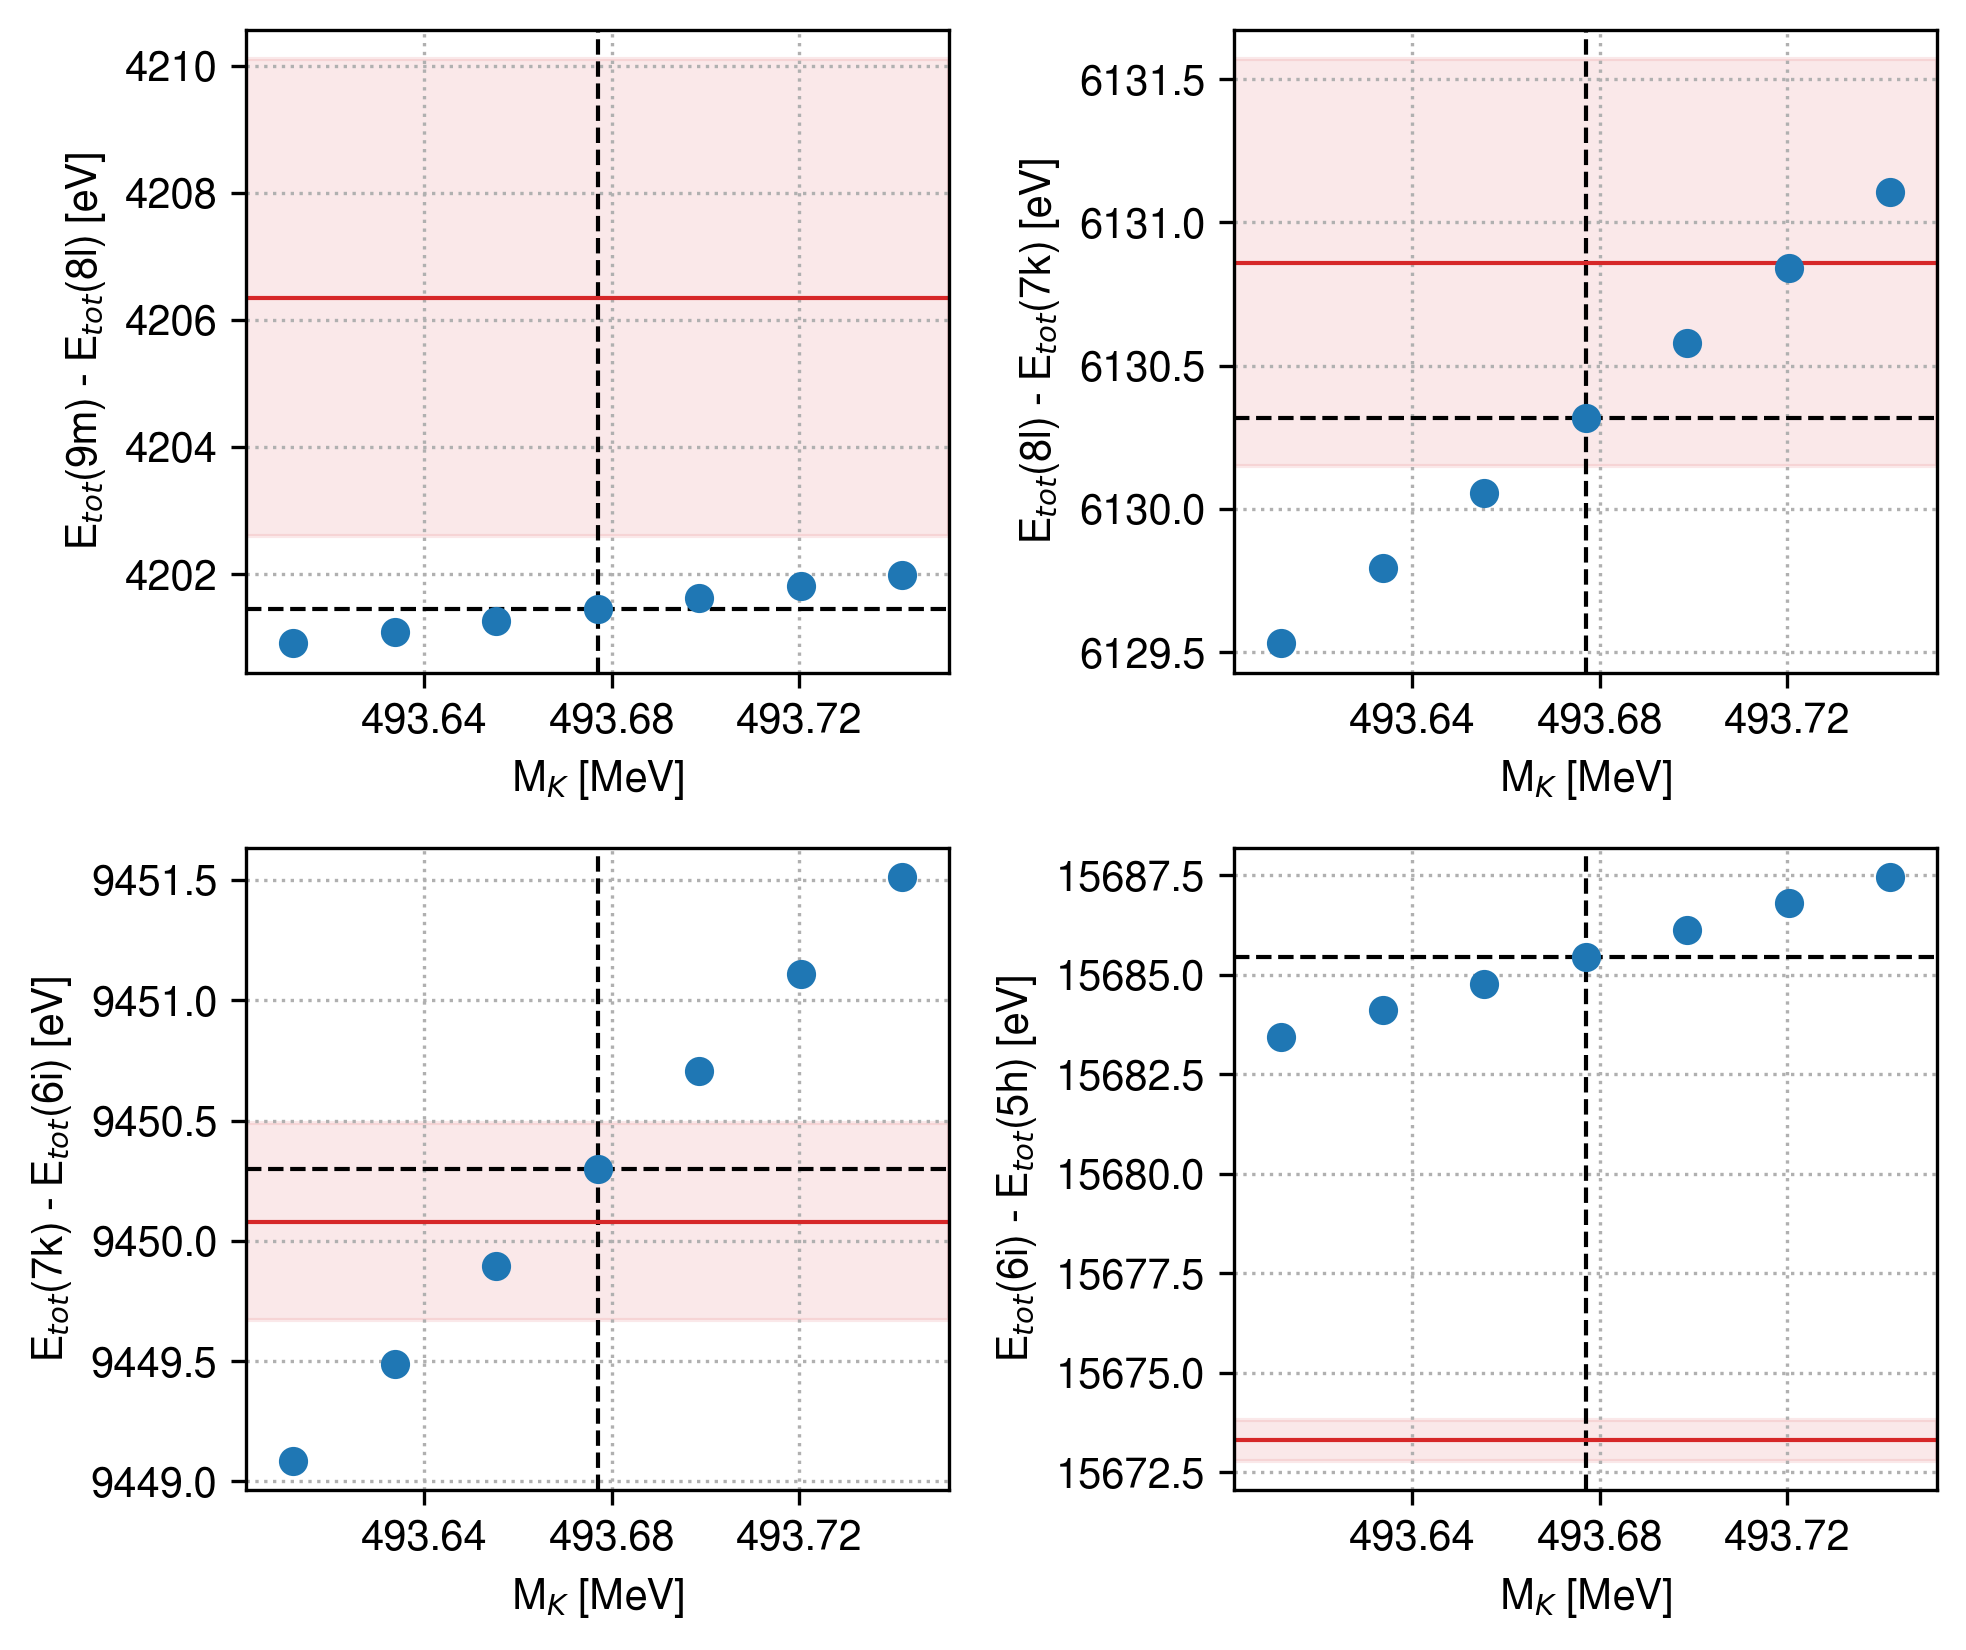 E_tot(9m) - E_tot(8l) [eV]
4210
4208
4206
4204
4202
493.64 493.68 493.72
M_K [MeV]
E_tot(8l) - E_tot(7k) [eV]
6131.5
6131.0
6130.5
6130.0
6129.5
493.64 493.68 493.72
M_K [MeV]
E_tot(7k) - E_tot(6i) [eV]
9451.5
9451.0
9450.5
9450.0
9449.5
9449.0
493.64 493.68 493.72
M_K [MeV]
E_tot(6i) - E_tot(5h) [eV]
15687.5
15685.0
15682.5
15680.0
15677.5
15675.0
15672.5
493.64 493.68 493.72
M_K [MeV]